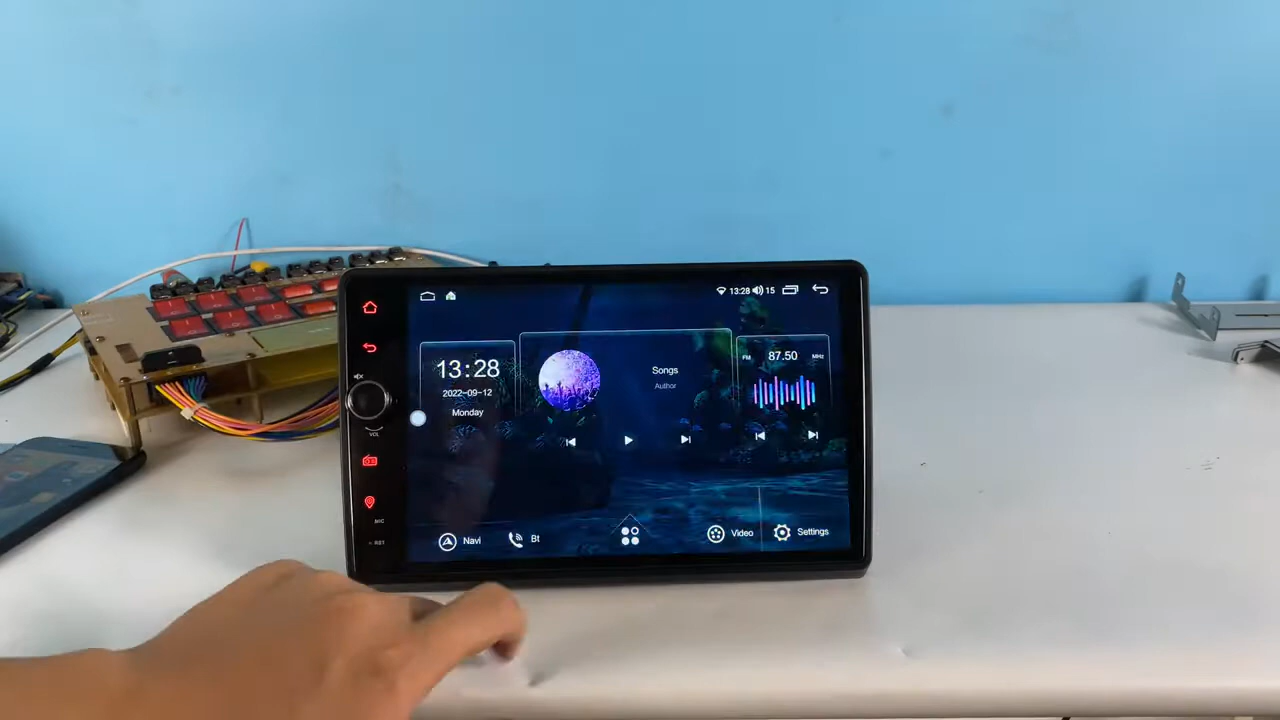 13:28
15
13:28
2022-09-12
Monday
Songs
Author
FM
87.50
MHz
VOL
MIC
RST
Navi
Bt
Video
Settings